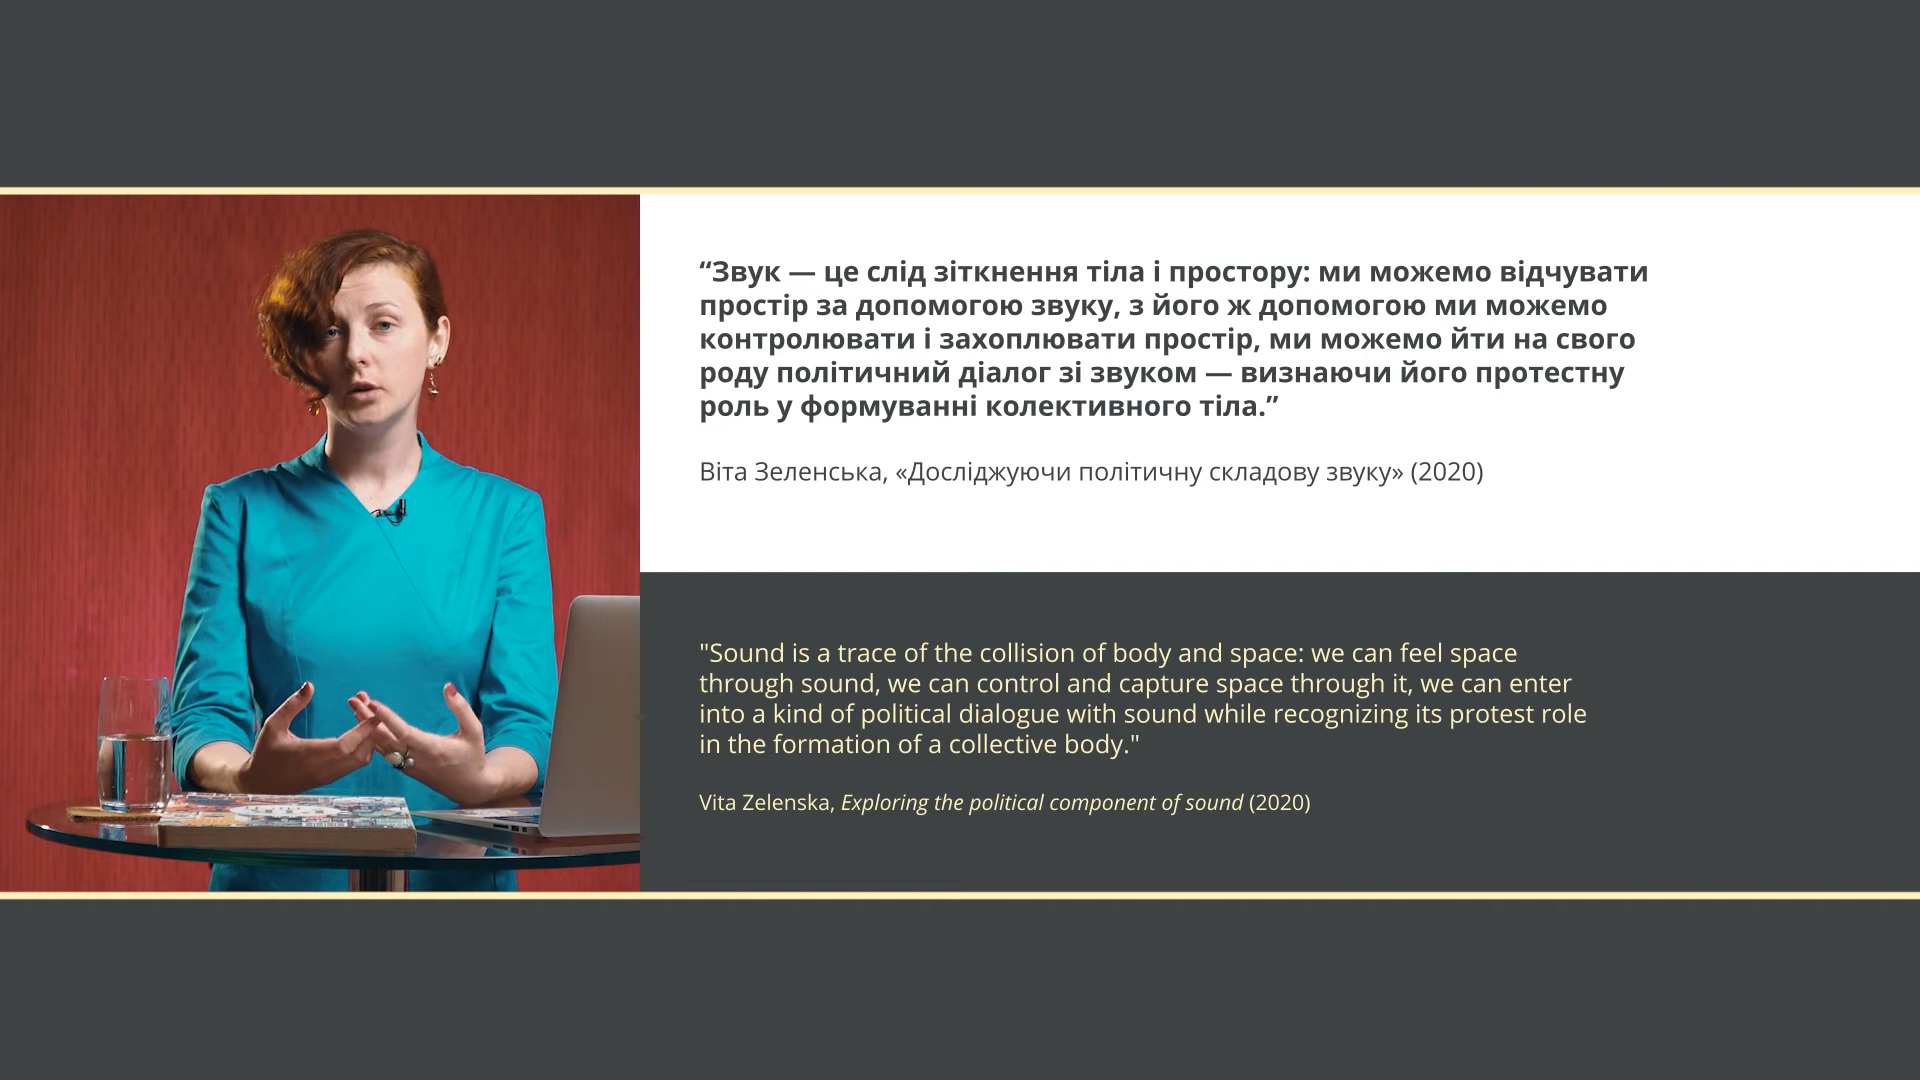 “Звук — це слід зіткнення тіла і простору: ми можемо відчувати
простір за допомогою звуку, з його ж допомогою ми можемо
контролювати і захоплювати простір, ми можемо йти на свого
роду політичний діалог зі звуком — визнаючи його протестну
роль у формуванні колективного тіла.”
Віта Зеленська, «Досліджуючи політичну складову звуку» (2020)
"Sound is a trace of the collision of body and space: we can feel space
through sound, we can control and capture space through it, we can enter
into a kind of political dialogue with sound while recognizing its protest role
in the formation of a collective body."
Vita Zelenska, Exploring the political component of sound (2020)